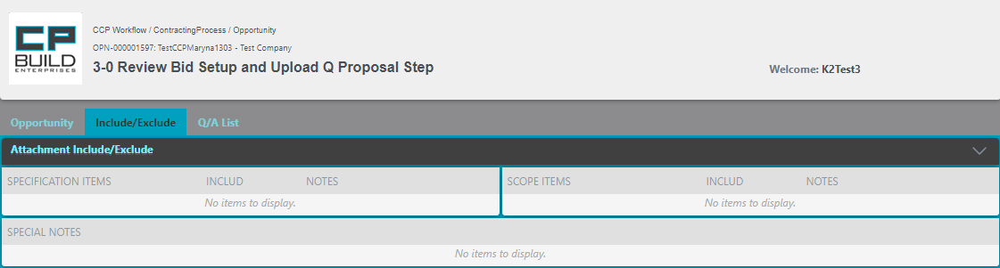 CP
BUILD
ENTERPRISES
CCP Workflow / ContractingProcess / Opportunity
OPN-000001597: TestCCPMaryna1303 - Test Company
3-0 Review Bid Setup and Upload Q Proposal Step
Welcome: K2Test3
Opportunity Include/Exclude Q/A List
Attachment Include/Exclude
SPECIFICATION ITEMS INCLUD NOTES SCOPE ITEMS INCLUD NOTES
No items to display. No items to display.
SPECIAL NOTES
No items to display.